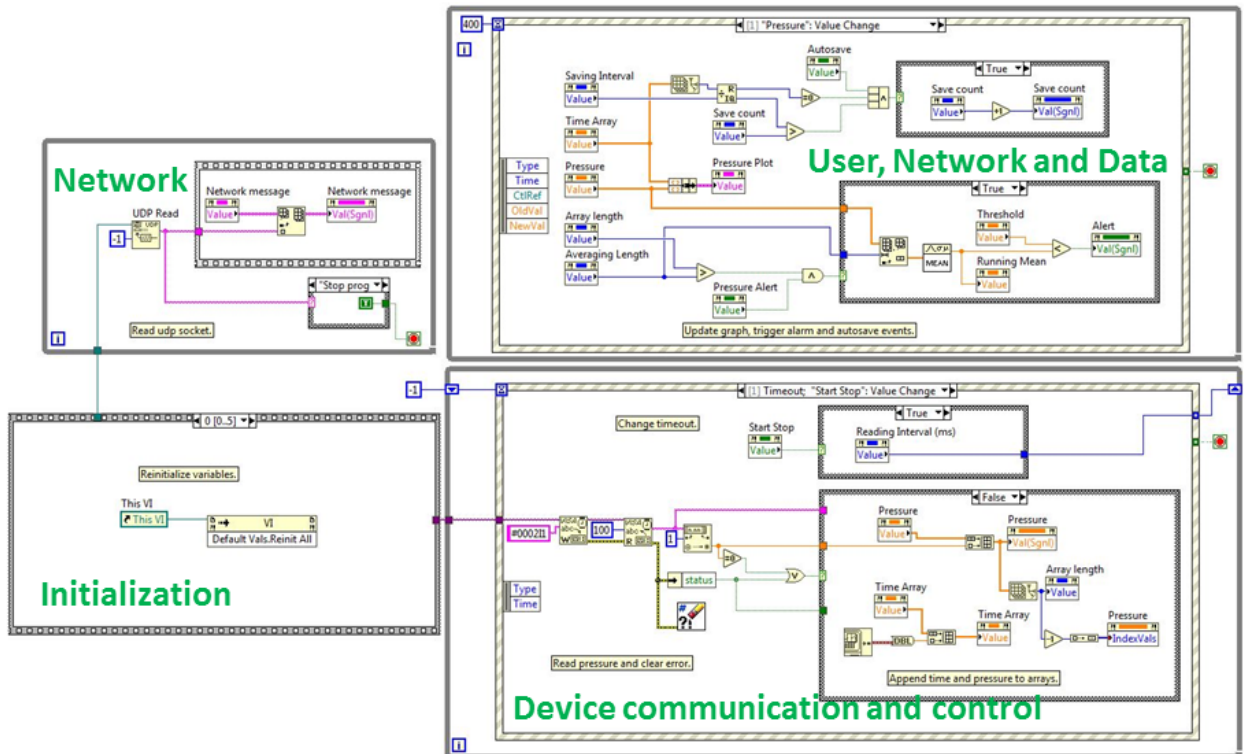 Network
Network message
Value
Network message
Val(Sgnl)
UDP Read
UDP
-1
"Stop prog
T
Read udp socket.
i
400
[1] "Pressure": Value Change
i
Autosave
Value
Saving Interval
Value
R
IQ
=0
True
Save count
Value
+1
Save count
Val(Sgnl)
Time Array
Value
Save count
Value
>
User, Network and Data
Type
Time
CtlRef
OldVal
NewVal
Pressure
Value
Pressure Plot
Value
True
Array length
Value
Threshold
Value
Alert
Val(Sgnl)
<
Averaging Length
Value
>
MEAN
Running Mean
Value
Pressure Alert
Value
Update graph, trigger alarm and autosave events.
0 [0..5]
Reinitialize variables.
This VI
This VI
VI
Default Vals.Reinit All
Initialization
-1
[1] Timeout; "Start Stop": Value Change
Change timeout.
Start Stop
Value
True
Reading Interval (ms)
Value
#0002I1
abc
W
100
abc
R
1
=0
V
status
Type
Time
#
?!
Read pressure and clear error.
False
Pressure
Value
Pressure
Val(Sgnl)
Array length
Value
Time Array
Value
Time Array
Value
DBL
-1
Pressure
IndexVals
Append time and pressure to arrays.
Device communication and control
i